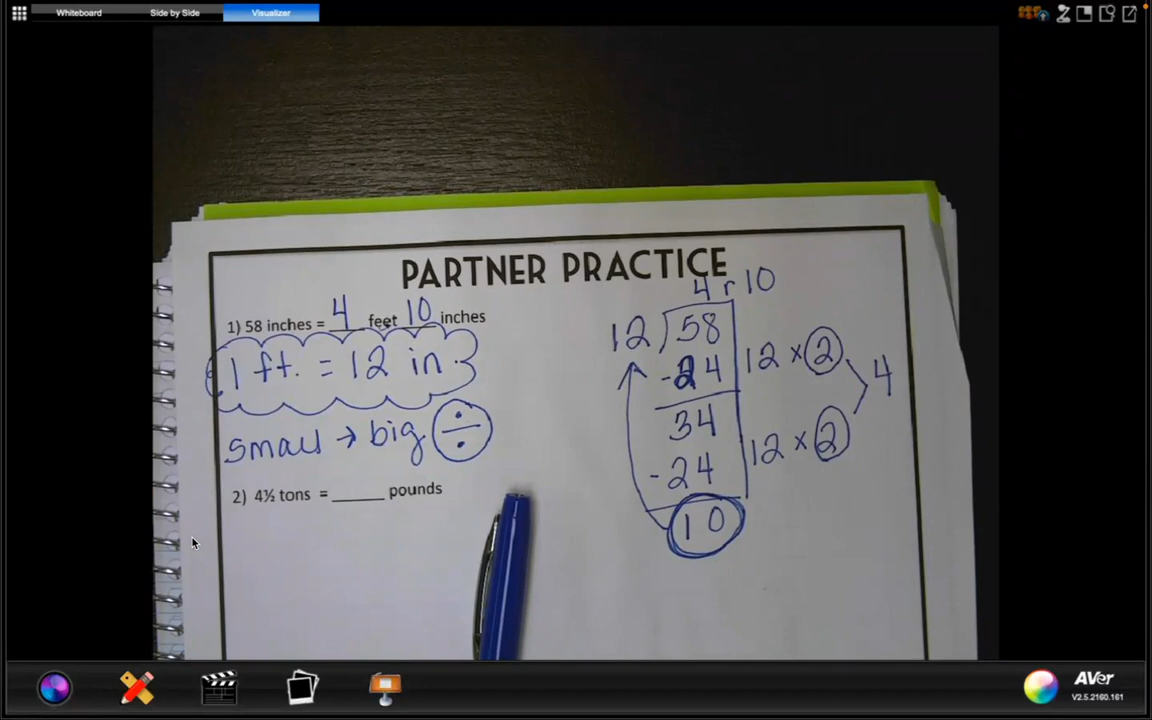 Whiteboard
Side by Side
Visualizer
PARTNER PRACTICE
1) 58 inches = 4 feet 10 inches
1 ft. = 12 in
small → big ÷
2) 4½ tons = ______ pounds
4 r 10
12 ) 58
-24 12 × 2
4
34
-24 12 × 2
10
AVer
V2.5.2160.161